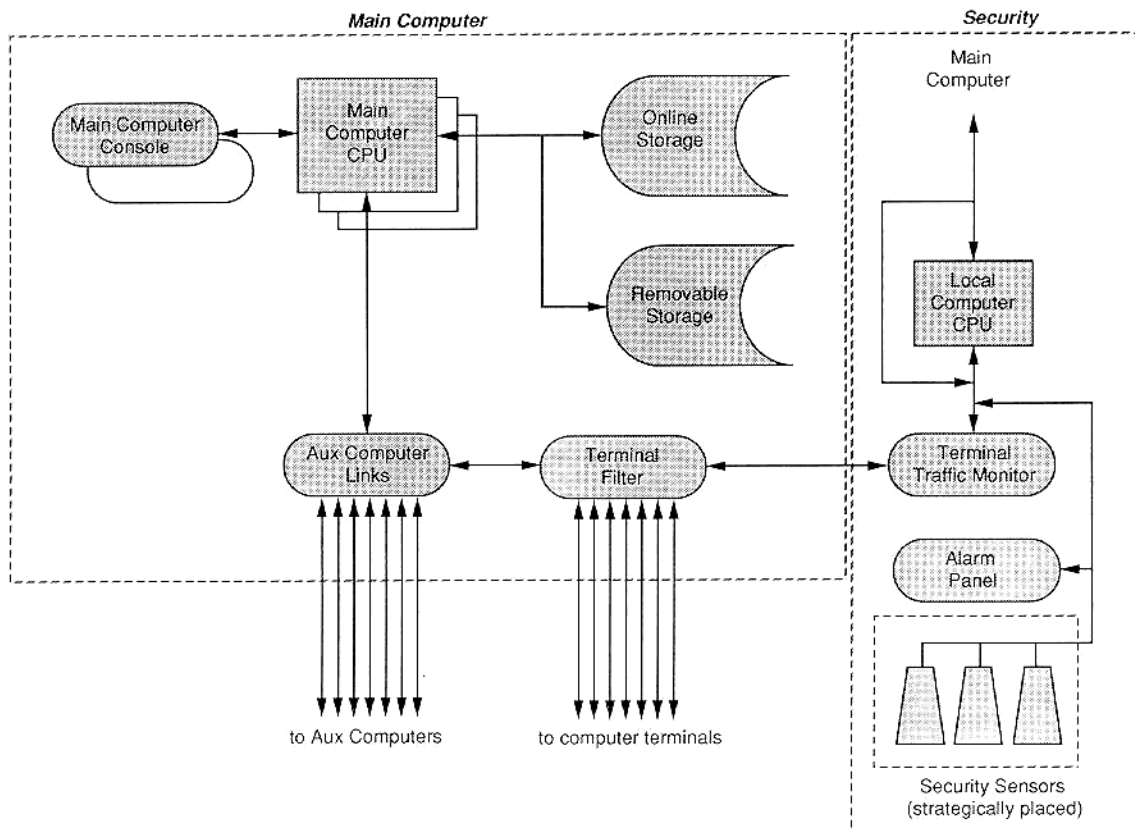 Main Computer
Security
Main Computer
Console
Main
Computer
CPU
Online
Storage
Removable
Storage
Aux Computer
Links
Terminal
Filter
to Aux Computers
to computer terminals
Main
Computer
Local
Computer
CPU
Terminal
Traffic Monitor
Alarm
Panel
Security Sensors
(strategically placed)